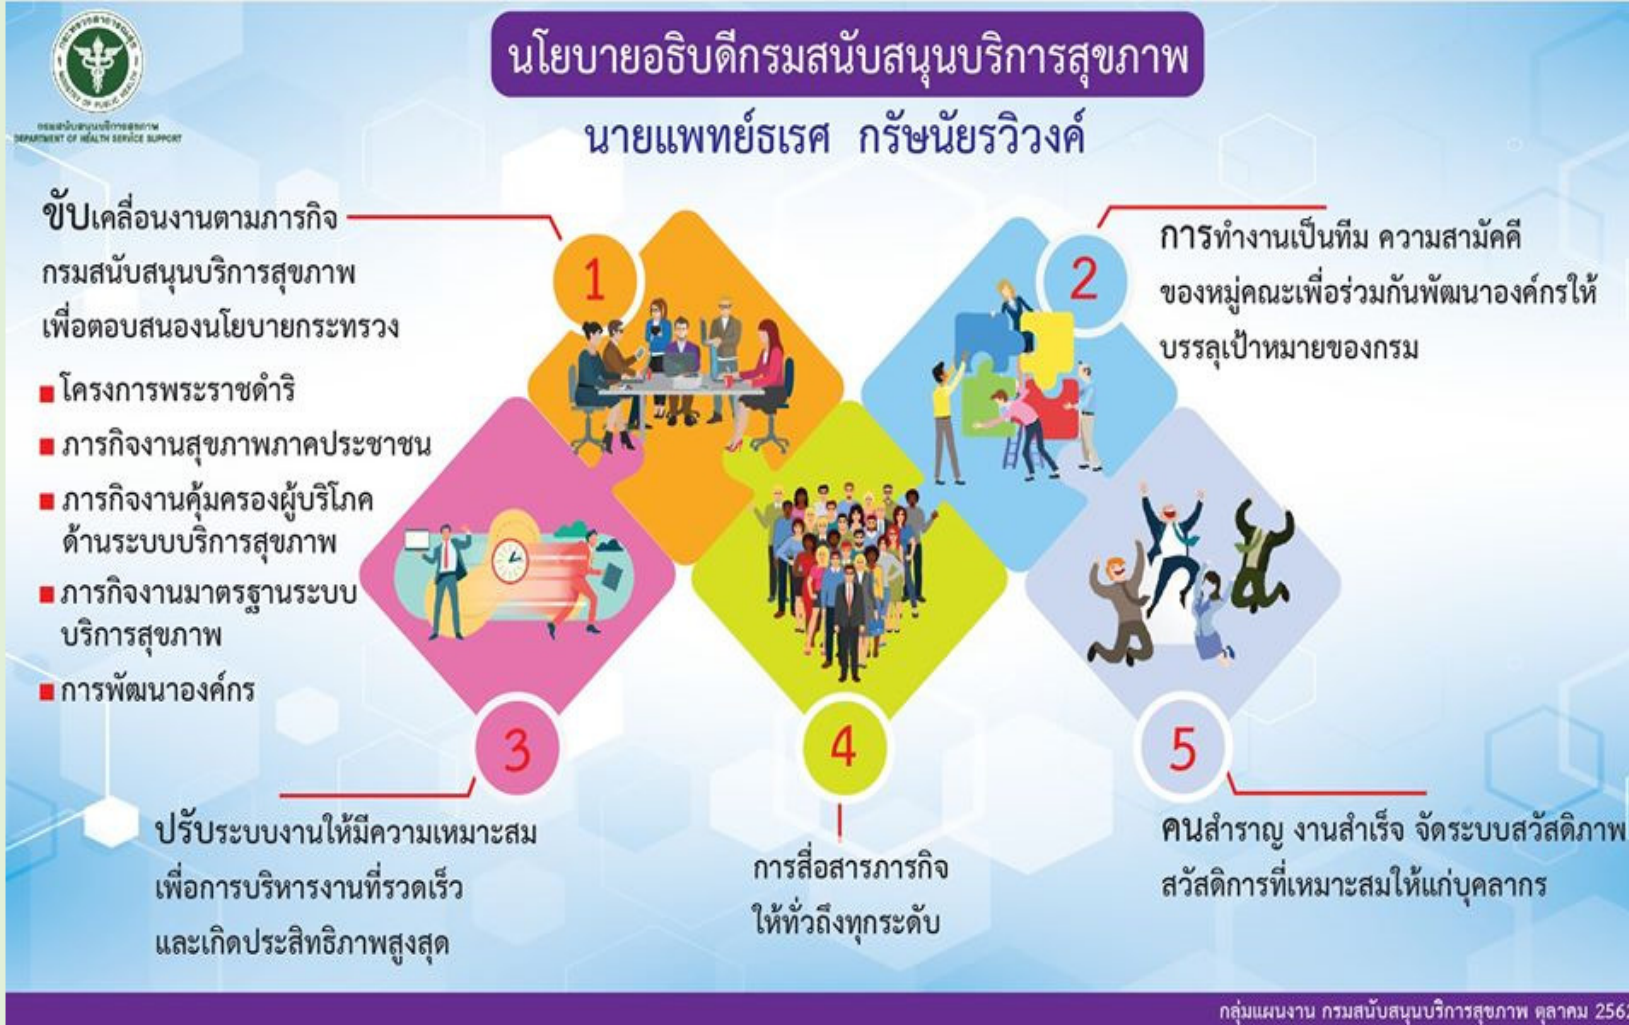 นโยบายอธิบดีกรมสนับสนุนบริการสุขภาพ
นายแพทย์ธเรศ กรัษนัยรวิวงค์
กรมสนับสนุนบริการสุขภาพ
DEPARTMENT OF HEALTH SERVICE SUPPORT
ขับเคลื่อนงานตามภารกิจ
กรมสนับสนุนบริการสุขภาพ
เพื่อตอบสนองนโยบายกระทรวง
โครงการพระราชดำริ
ภารกิจงานสุขภาพภาคประชาชน
ภารกิจงานคุ้มครองผู้บริโภค
ด้านระบบบริการสุขภาพ
ภารกิจงานมาตรฐานระบบ
บริการสุขภาพ
การพัฒนาองค์กร
1
2
การทำงานเป็นทีม ความสามัคคี
ของหมู่คณะเพื่อร่วมกันพัฒนาองค์กรให้
บรรลุเป้าหมายของกรม
3
ปรับระบบงานให้มีความเหมาะสม
เพื่อการบริหารงานที่รวดเร็ว
และเกิดประสิทธิภาพสูงสุด
4
การสื่อสารภารกิจ
ให้ทั่วถึงทุกระดับ
5
คนสำราญ งานสำเร็จ จัดระบบสวัสดิภาพ
สวัสดิการที่เหมาะสมให้แก่บุคลากร
กลุ่มแผนงาน กรมสนับสนุนบริการสุขภาพ ตุลาคม